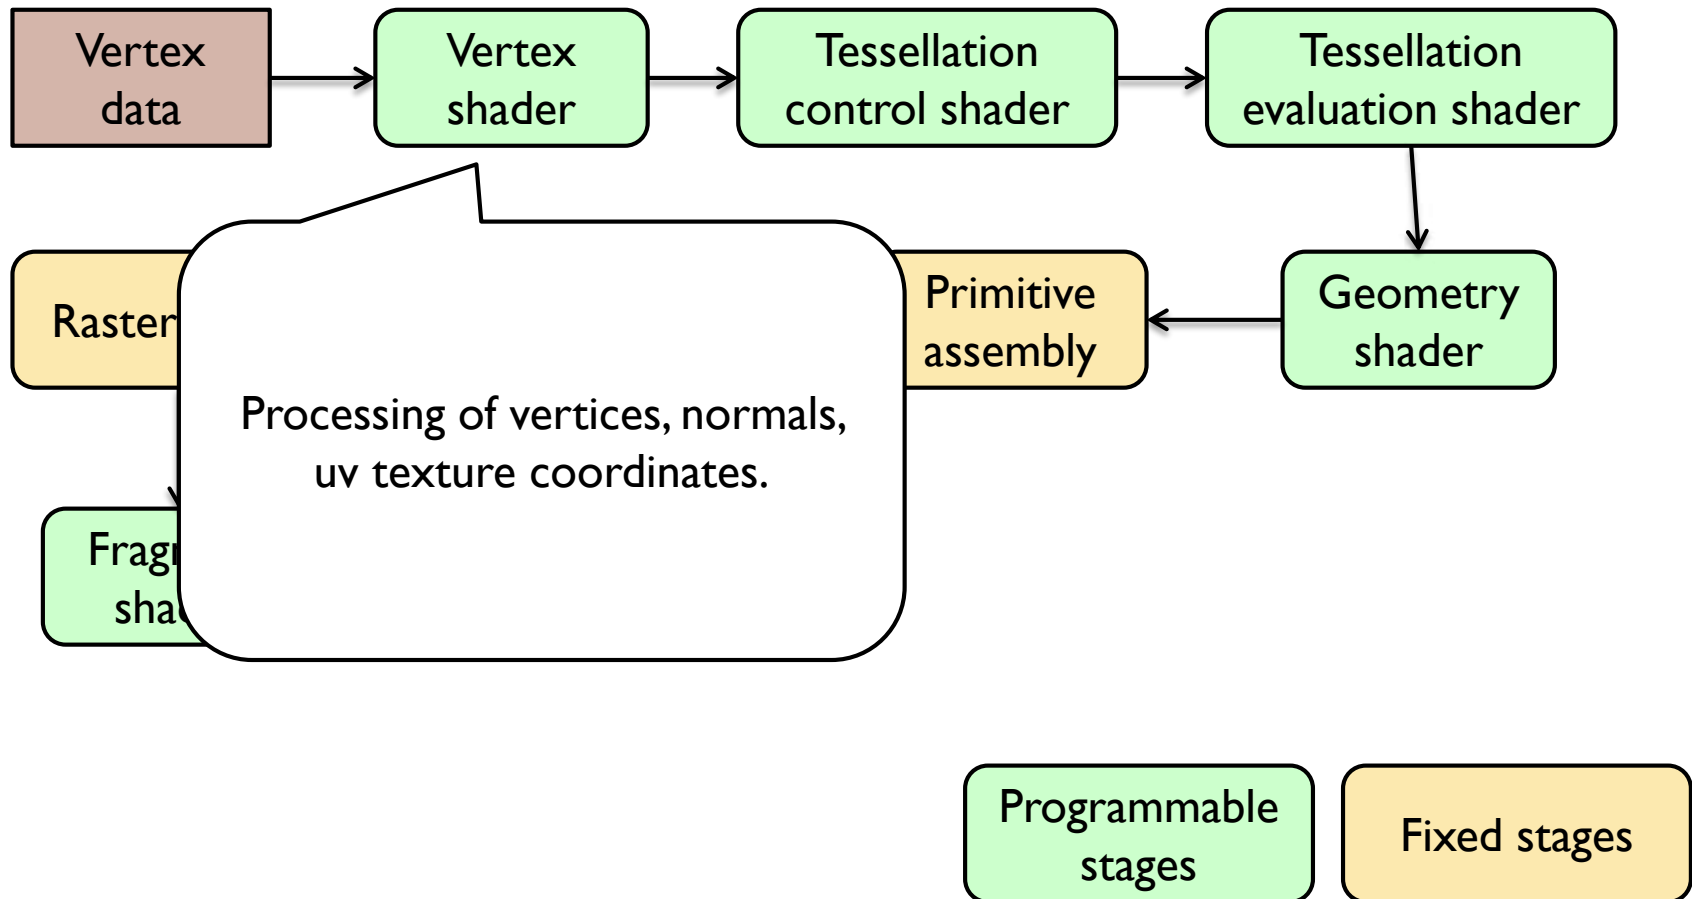 Vertex
data
Vertex
shader
Tessellation
control shader
Tessellation
evaluation shader
Raster
Primitive
assembly
Geometry
shader
Processing of vertices, normals,
uv texture coordinates.
Programmable
stages
Fixed stages